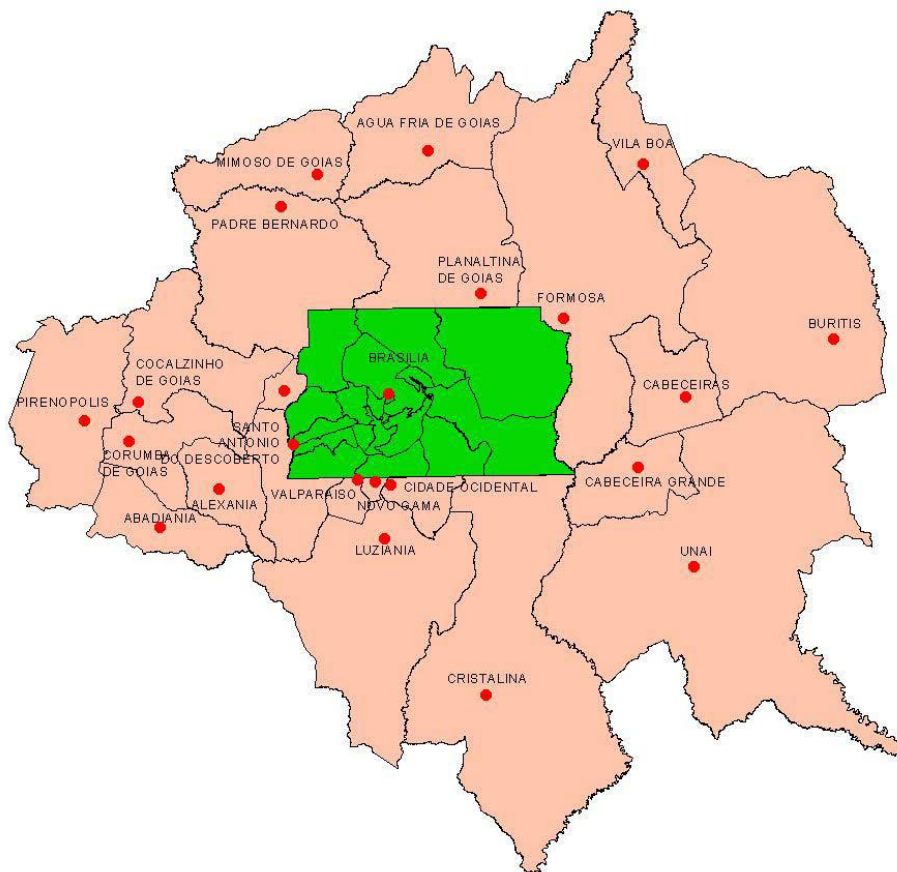 AGUA FRIA DE GOIAS
VILA BOA
MIMOSO DE GOIAS
PADRE BERNARDO
PLANALTINA
DE GOIAS
FORMOSA
BURITIS
BRASILIA
COCALZINHO
DE GOIAS
CABECEIRAS
PIRENOPOLIS
SANTO
ANTONIO
DO DESCOBERTO
CORUMBA
DE GOIAS
CABECEIRA GRANDE
VALPARAISO
CIDADE OCIDENTAL
ALEXANIA
NOVO GAMA
ABADIANIA
LUZIANIA
UNAI
CRISTALINA